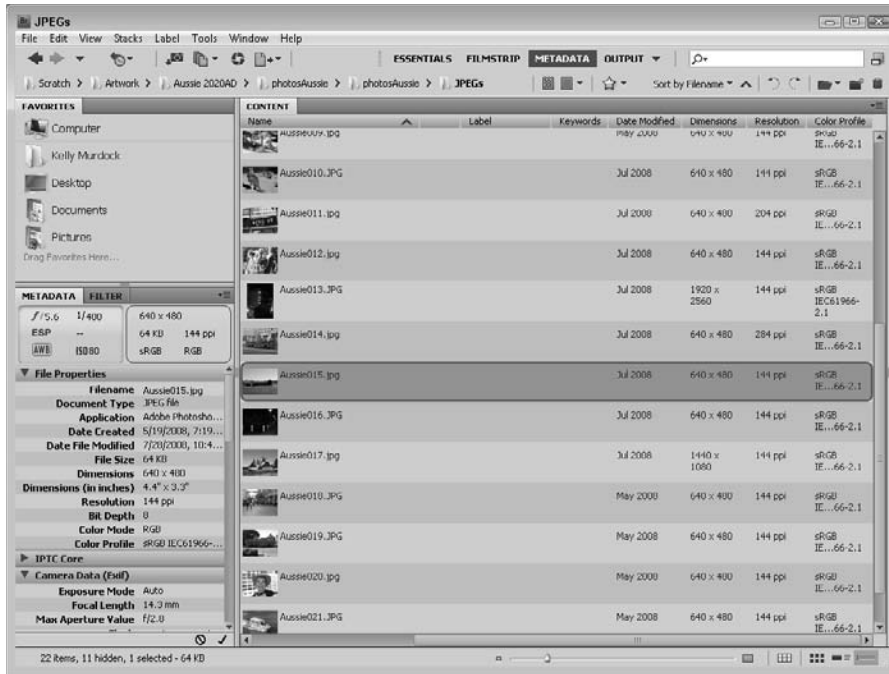 JPEGs
File Edit View Stacks Label Tools Window Help
ESSENTIALS FILMSTRIP METADATA OUTPUT
Scratch > Artwork > Aussie 2020AD > photosAussie > photosAussie > JPEGs Sort by Filename
FAVORITES
Computer
Kelly Murdock
Desktop
Documents
Pictures
Drag Favorites Here...
METADATA FILTER
f/5.6 1/400 640 x 480
ESP -- 64 KB 144 ppi
AWB ISO80 sRGB RGB
File Properties
Filename Aussie015.jpg
Document Type JPEG file
Application Adobe Photosho...
Date Created 5/19/2008, 7:19...
Date File Modified 7/28/2008, 10:4...
File Size 64 KB
Dimensions 640 x 480
Dimensions (in inches) 4.4" x 3.3"
Resolution 144 ppi
Bit Depth 8
Color Mode RGB
Color Profile sRGB IEC61966-...
IPTC Core
Camera Data (Exif)
Exposure Mode Auto
Focal Length 14.3 mm
Max Aperture Value f/2.8
CONTENT
Name Label Keywords Date Modified Dimensions Resolution Color Profile
Aussie009.jpg May 2008 640 x 480 144 ppi sRGB
IE...66-2.1
Aussie010.JPG Jul 2008 640 x 480 144 ppi sRGB
IE...66-2.1
Aussie011.jpg Jul 2008 640 x 480 204 ppi sRGB
IE...66-2.1
Aussie012.jpg Jul 2008 640 x 480 144 ppi sRGB
IE...66-2.1
Aussie013.JPG Jul 2008 1920 x 144 ppi sRGB
2560 IEC61966-
2.1
Aussie014.jpg Jul 2008 640 x 480 284 ppi sRGB
IE...66-2.1
Aussie015.jpg Jul 2008 640 x 480 144 ppi sRGB
IE...66-2.1
Aussie016.JPG Jul 2008 640 x 480 144 ppi sRGB
IE...66-2.1
Aussie017.jpg Jul 2008 1440 x 144 ppi sRGB
1080 IE...66-2.1
Aussie018.JPG May 2008 640 x 480 144 ppi sRGB
IE...66-2.1
Aussie019.JPG May 2008 640 x 480 144 ppi sRGB
IE...66-2.1
Aussie020.jpg May 2008 640 x 480 144 ppi sRGB
IE...66-2.1
Aussie021.JPG May 2008 640 x 480 144 ppi sRGB
IE...66-2.1
22 items, 11 hidden, 1 selected - 64 KB